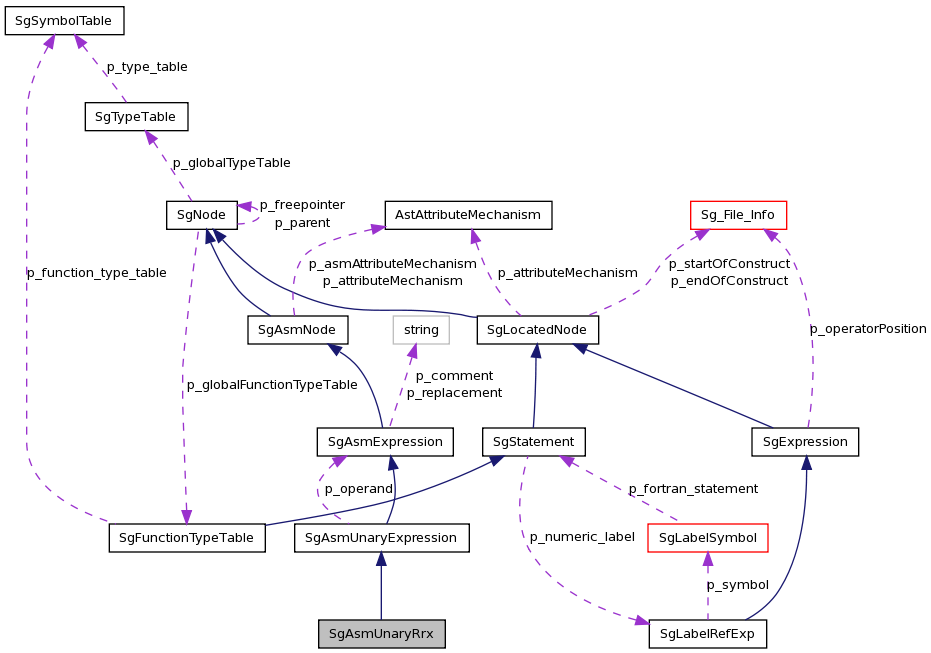 SgSymbolTable
p_type_table
SgTypeTable
p_globalTypeTable
SgNode
p_freepointer
p_parent
AstAttributeMechanism
Sg_File_Info
p_function_type_table
p_asmAttributeMechanism
p_attributeMechanism
p_attributeMechanism
p_startOfConstruct
p_endOfConstruct
SgAsmNode
string
SgLocatedNode
p_operatorPosition
p_globalFunctionTypeTable
p_comment
p_replacement
SgAsmExpression
SgStatement
SgExpression
p_operand
p_fortran_statement
SgFunctionTypeTable
SgAsmUnaryExpression
p_numeric_label
SgLabelSymbol
p_symbol
SgAsmUnaryRrx
SgLabelRefExp